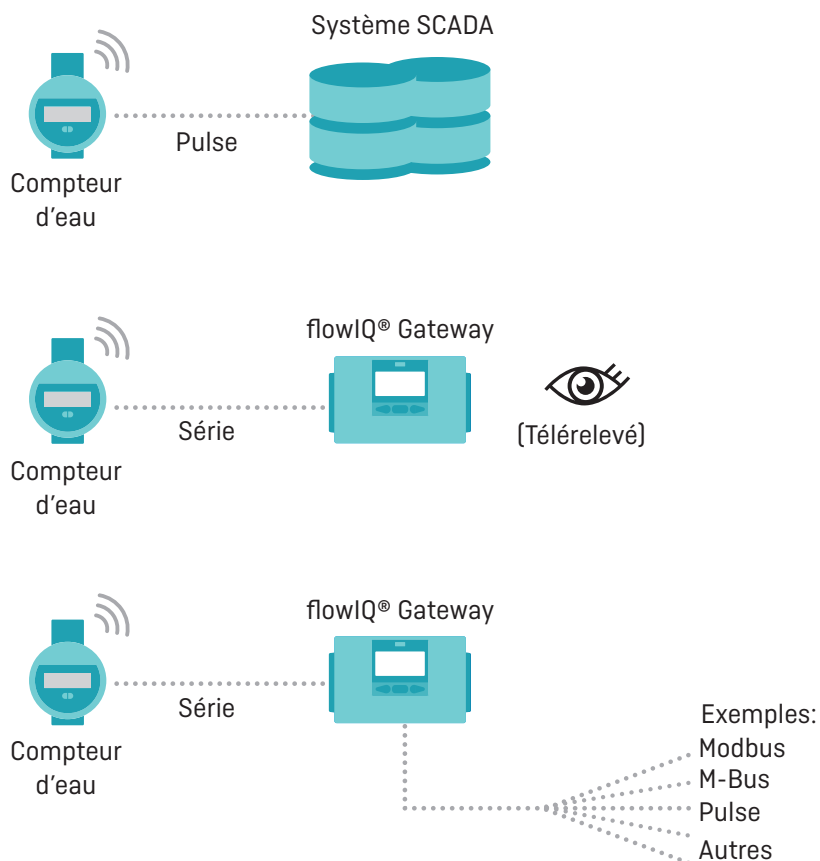 Système SCADA
Pulse
Compteur
d'eau
flowIQ® Gateway
Série
(Télérelevé)
Compteur
d'eau
flowIQ® Gateway
Série
Compteur
d'eau
Exemples:
Modbus
M-Bus
Pulse
Autres